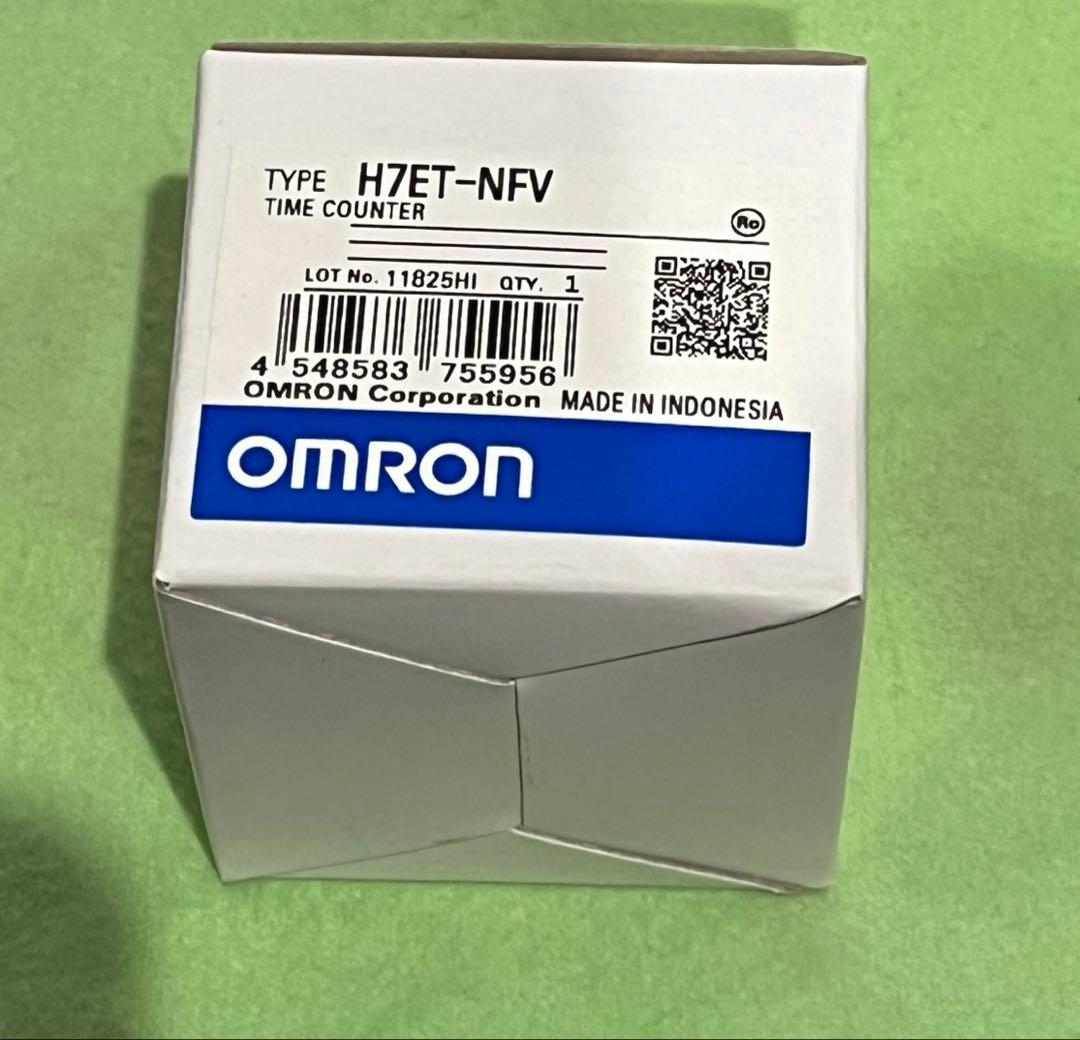 TYPE H7ET-NFV
TIME COUNTER
Ro
LOT No. 11825HI QTY. 1
4 548583 755956
OMRON Corporation MADE IN INDONESIA
OMRON